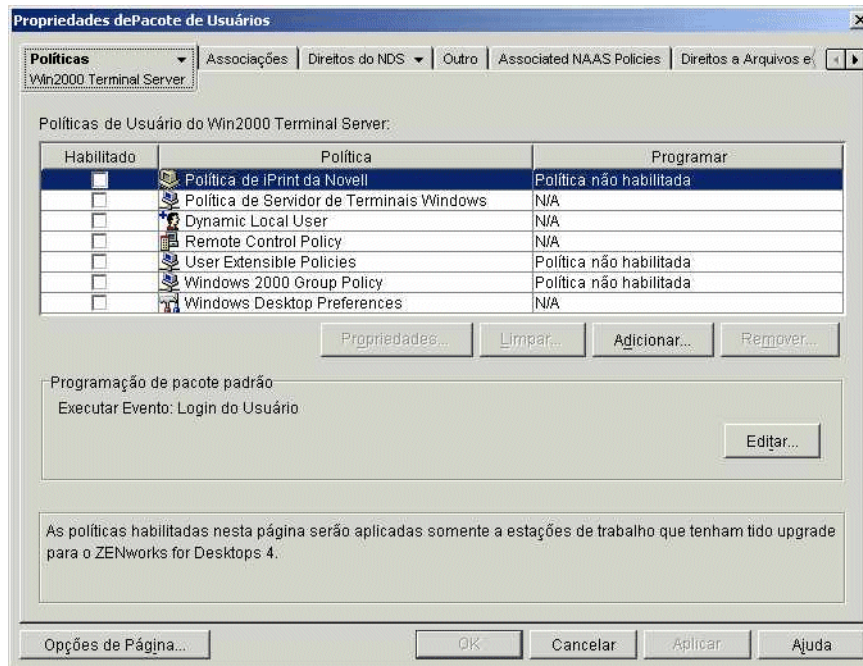 Propriedades dePacote de Usuários
Políticas
Associações
Direitos do NDS
Outro
Associated NAAS Policies
Direitos a Arquivos e
Win2000 Terminal Server
Políticas de Usuário do Win2000 Terminal Server:
Habilitado Política Programar
Política de iPrint da Novell Política não habilitada
Política de Servidor de Terminais Windows N/A
Dynamic Local User N/A
Remote Control Policy N/A
User Extensible Policies Política não habilitada
Windows 2000 Group Policy Política não habilitada
Windows Desktop Preferences N/A
Propriedades... Limpar... Adicionar... Remover...
Programação de pacote padrão
Executar Evento: Login do Usuário
Editar...
As políticas habilitadas nesta página serão aplicadas somente a estações de trabalho que tenham tido upgrade
para o ZENworks for Desktops 4.
Opções de Página... OK Cancelar Aplicar Ajuda